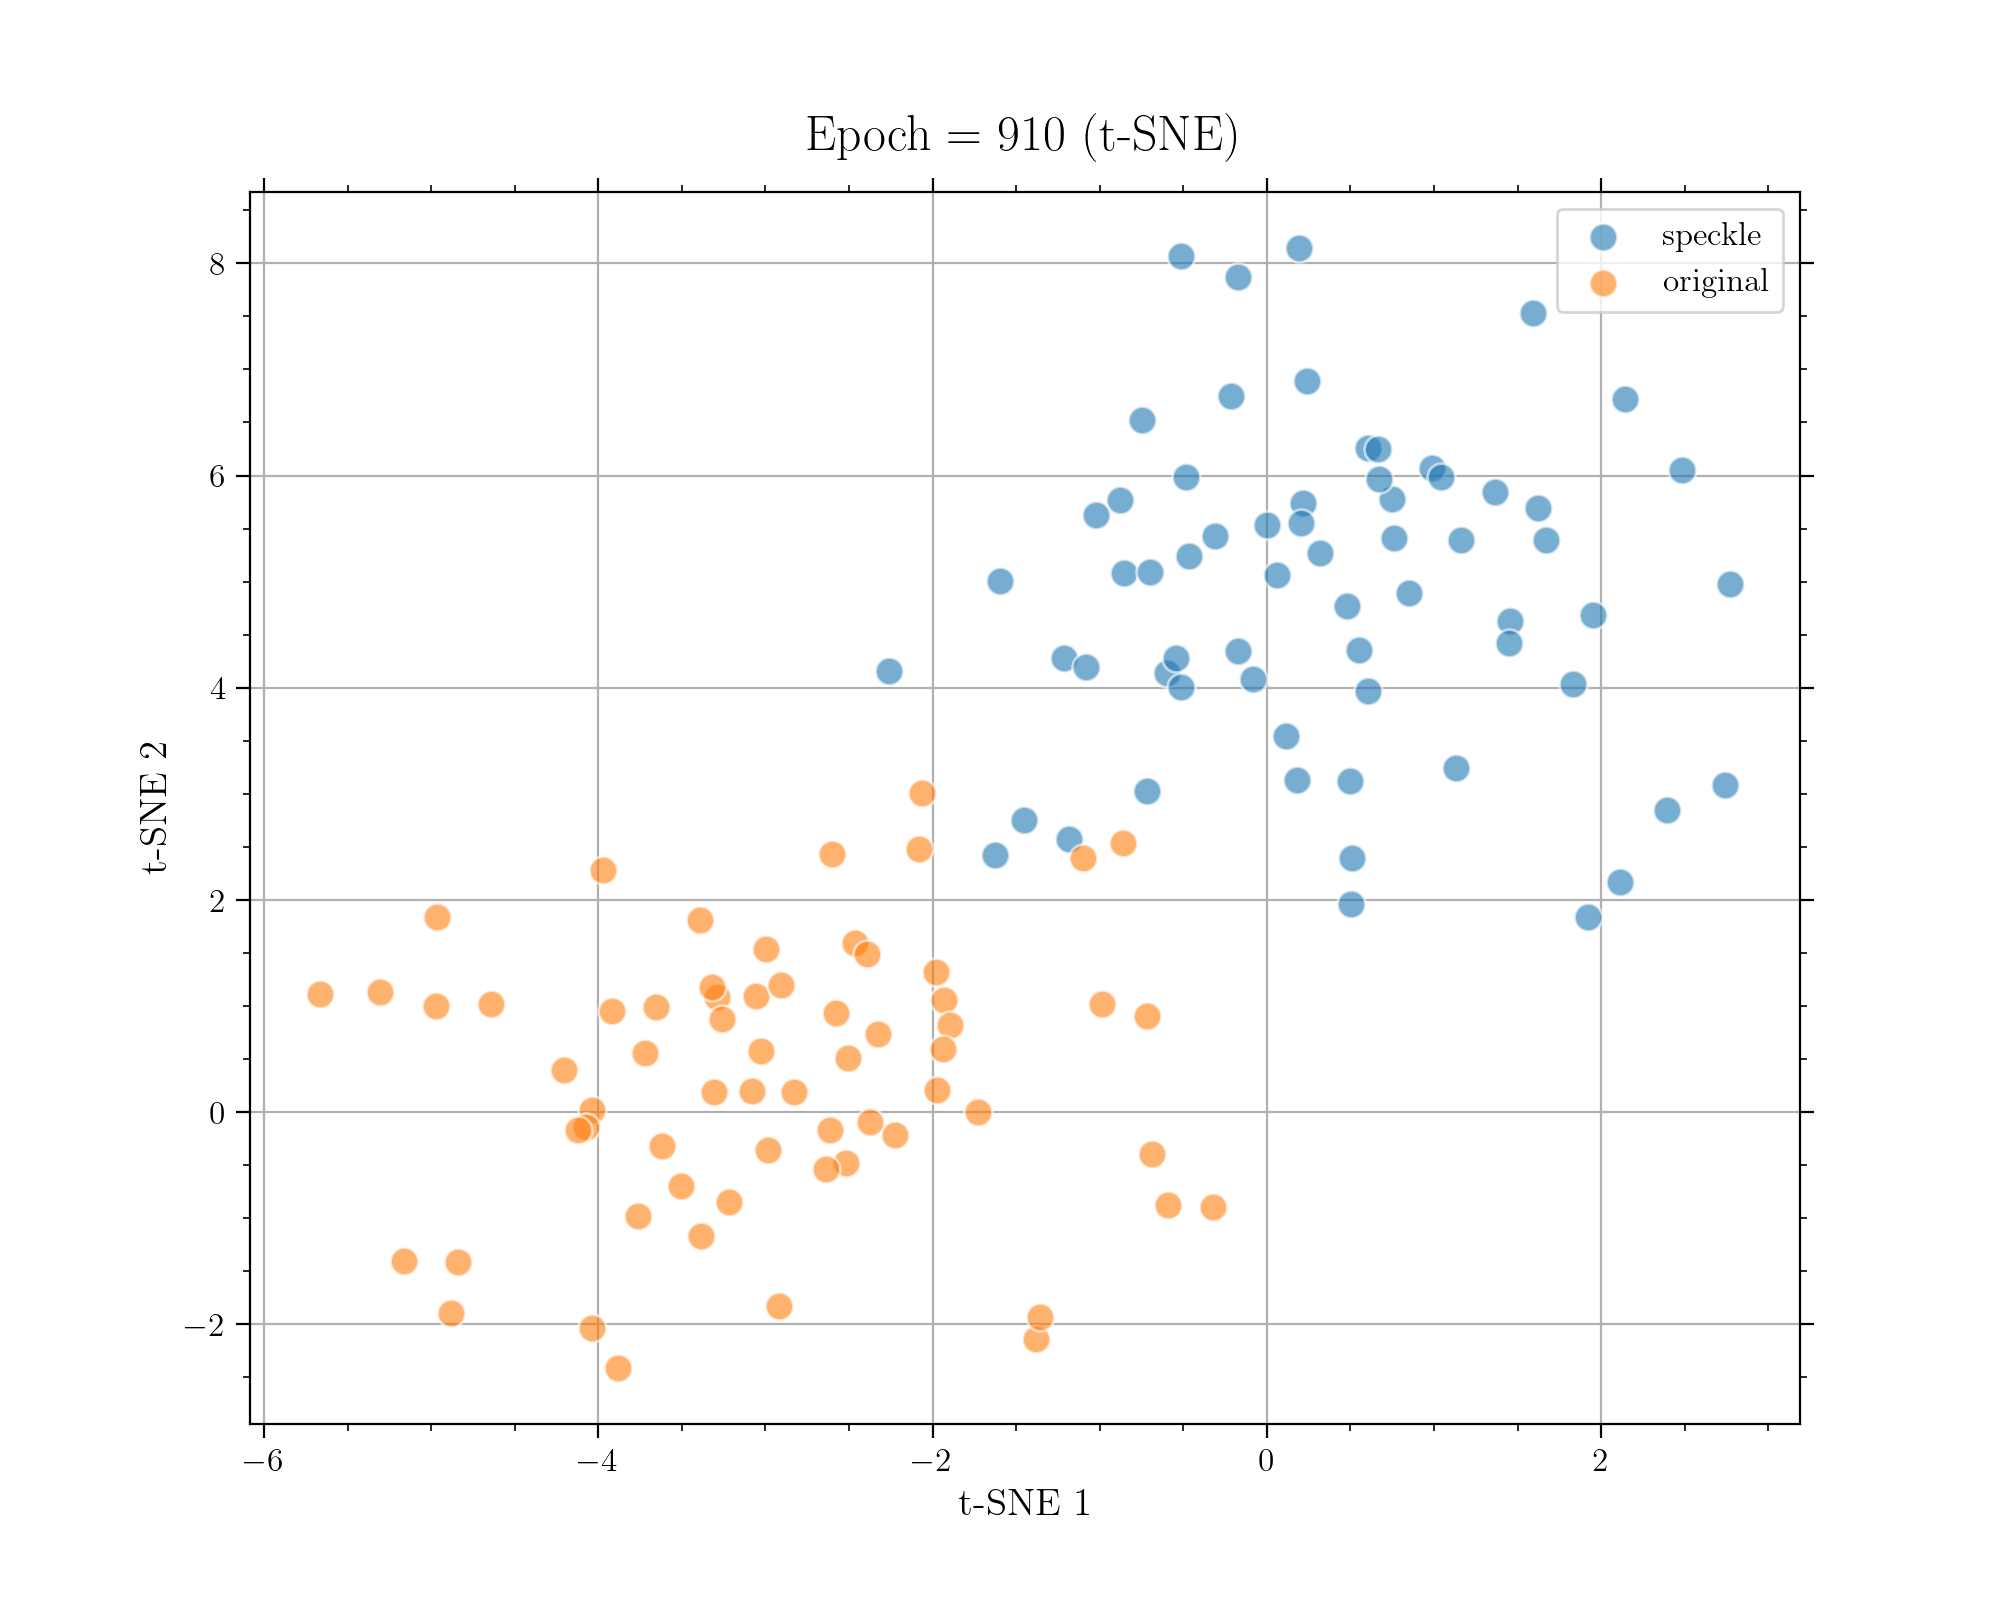 Epoch = 910 (t-SNE)
speckle
original
8
6
4
2
0
−2
t-SNE 2
−6
−4
−2
0
2
t-SNE 1